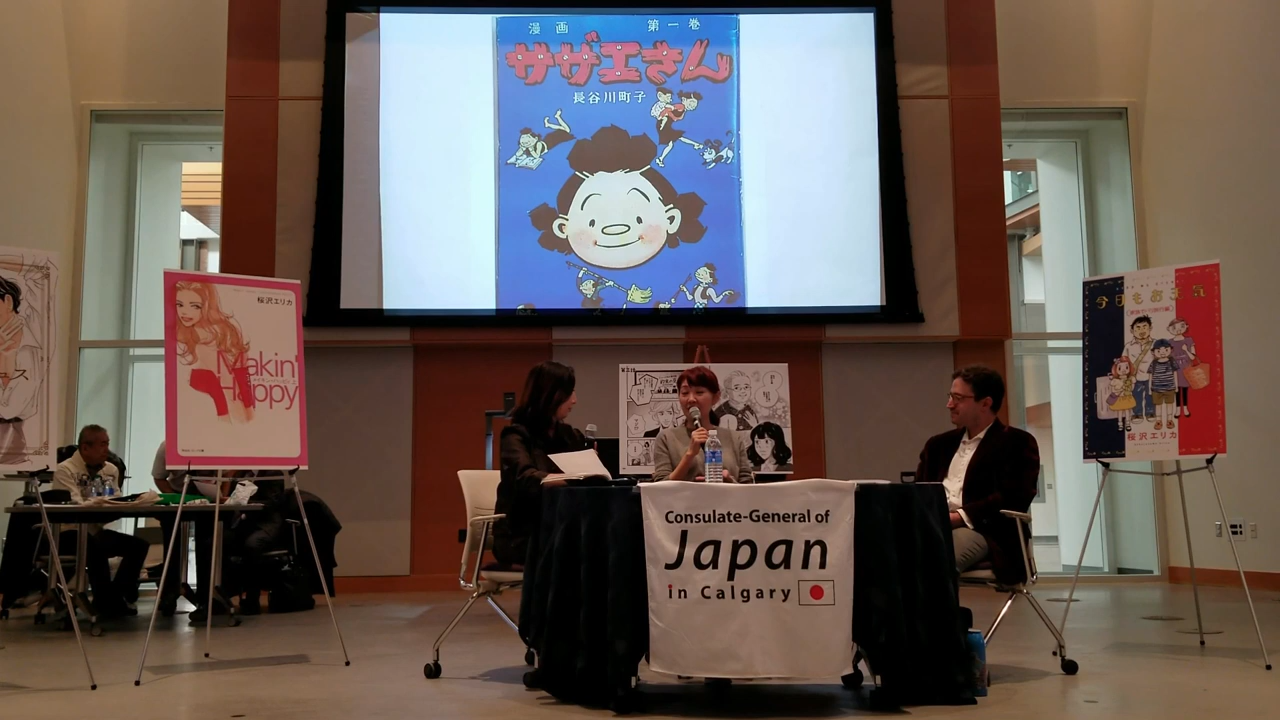 漫画 第一巻
サザエさん
長谷川町子
桜沢エリカ
Makin'
Happy
今日もお天気
桜沢エリカ
Consulate-General of
Japan
in Calgary